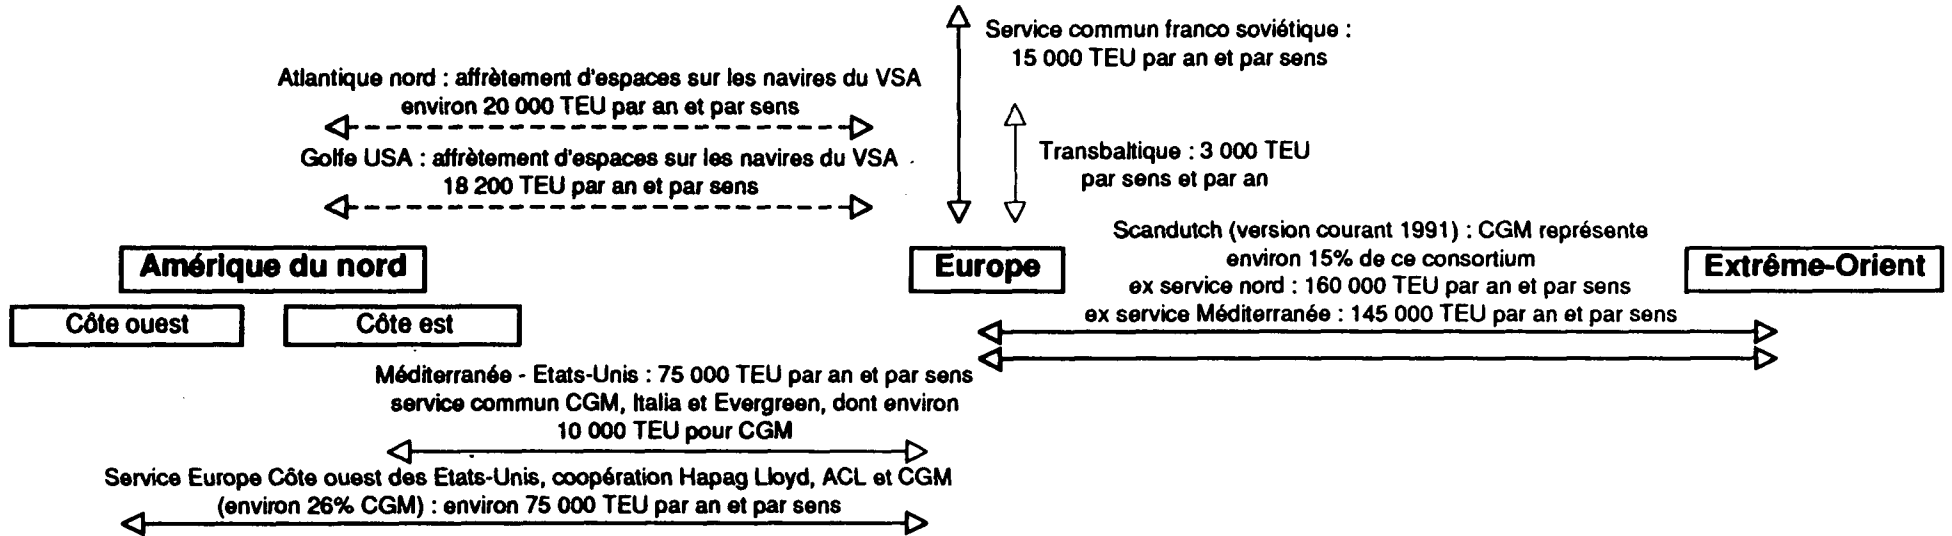 Service commun franco soviétique :
15 000 TEU par an et par sens
Atlantique nord : affrètement d'espaces sur les navires du VSA
environ 20 000 TEU par an et par sens
Golfe USA : affrètement d'espaces sur les navires du VSA
18 200 TEU par an et par sens
Transbaltique : 3 000 TEU
par sens et par an
Scandutch (version courant 1991) : CGM représente
environ 15% de ce consortium
ex service nord : 160 000 TEU par an et par sens
ex service Méditerranée : 145 000 TEU par an et par sens
Amérique du nord
Europe
Extrême-Orient
Côte ouest
Côte est
Méditerranée - Etats-Unis : 75 000 TEU par an et par sens
service commun CGM, Italia et Evergreen, dont environ
10 000 TEU pour CGM
Service Europe Côte ouest des Etats-Unis, coopération Hapag Lloyd, ACL et CGM
(environ 26% CGM) : environ 75 000 TEU par an et par sens